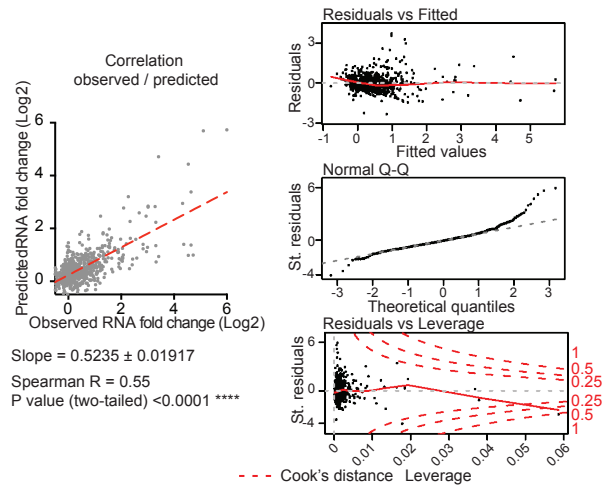 Correlation
observed / predicted
PredictedRNA fold change (Log2)
6
4
2
0
0
2
4
6
Observed RNA fold change (Log2)
Slope = 0.5235 ± 0.01917
Spearman R = 0.55
P value (two-tailed) <0.0001 ****
Residuals vs Fitted
Residuals
3
0
-3
-1
0
1
2
3
4
5
Fitted values
Normal Q-Q
St. residuals
6
0
-4
-3
-2
-1
0
1
2
3
Theoretical quantiles
Residuals vs Leverage
St. residuals
6
0
-4
1
0.5
0.25
0.25
0.5
1
0
0.01
0.02
0.03
0.04
0.05
0.06
Cook's distance Leverage